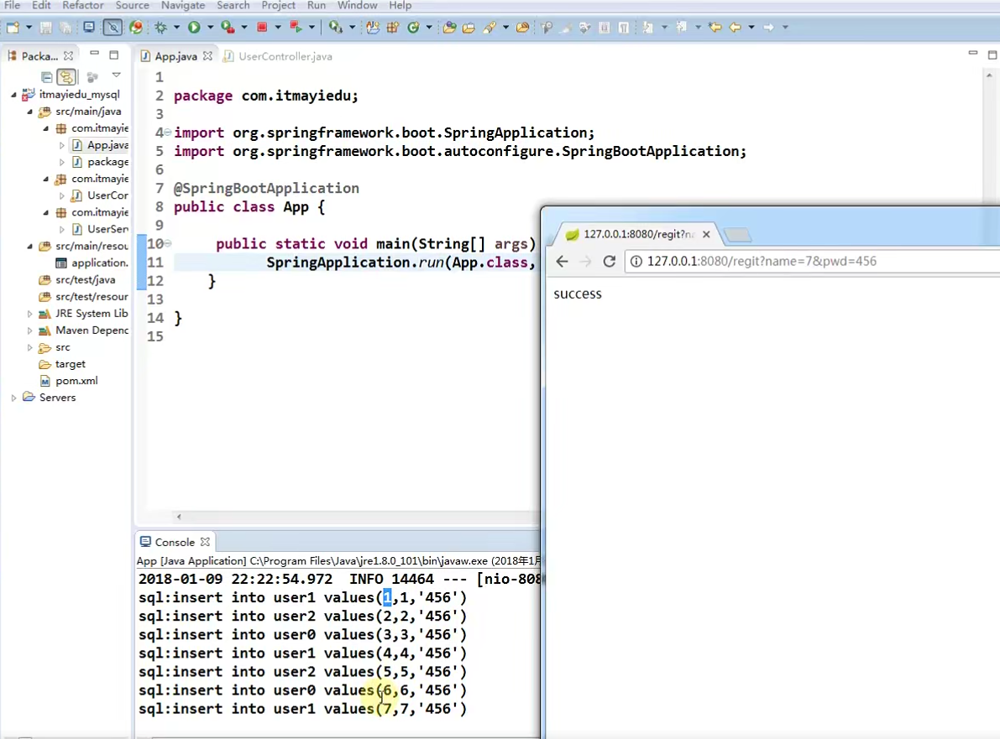 File Edit Refactor Source Navigate Search Project Run Window Help
Packa...
itmayiedu_mysql
src/main/java
com.itmayie
App.java
package
com.itmayie
UserCor
com.itmayie
UserSer
src/main/resou
application.
src/test/java
src/test/resour
JRE System Lib
Maven Depend
src
target
pom.xml
Servers
App.java
UserController.java
1
2 package com.itmayiedu;
3
4 import org.springframework.boot.SpringApplication;
5 import org.springframework.boot.autoconfigure.SpringBootApplication;
6
7 @SpringBootApplication
8 public class App {
9
10 public static void main(String[] args)
11 SpringApplication.run(App.class,
12 }
13
14 }
15
127.0.0.1:8080/regit?na
127.0.0.1:8080/regit?name=7&pwd=456
success
Console
App [Java Application] C:\Program Files\Java\jre1.8.0_101\bin\javaw.exe (2018年1月
2018-01-09 22:22:54.972 INFO 14464 --- [nio-808
sql:insert into user1 values(1,1,'456')
sql:insert into user2 values(2,2,'456')
sql:insert into user0 values(3,3,'456')
sql:insert into user1 values(4,4,'456')
sql:insert into user2 values(5,5,'456')
sql:insert into user0 values(6,6,'456')
sql:insert into user1 values(7,7,'456')